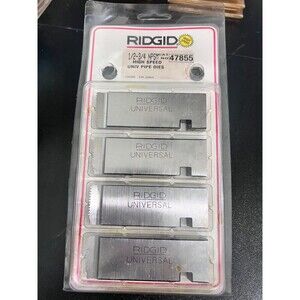 RIDGID
1/2-3/4 NPT 47855
HIGH SPEED
UNIV PIPE DIES
RIDGID
UNIVERSAL
RIDGID
UNIVERSAL
RIDGID
UNIVERSAL
RIDGID
UNIVERSAL